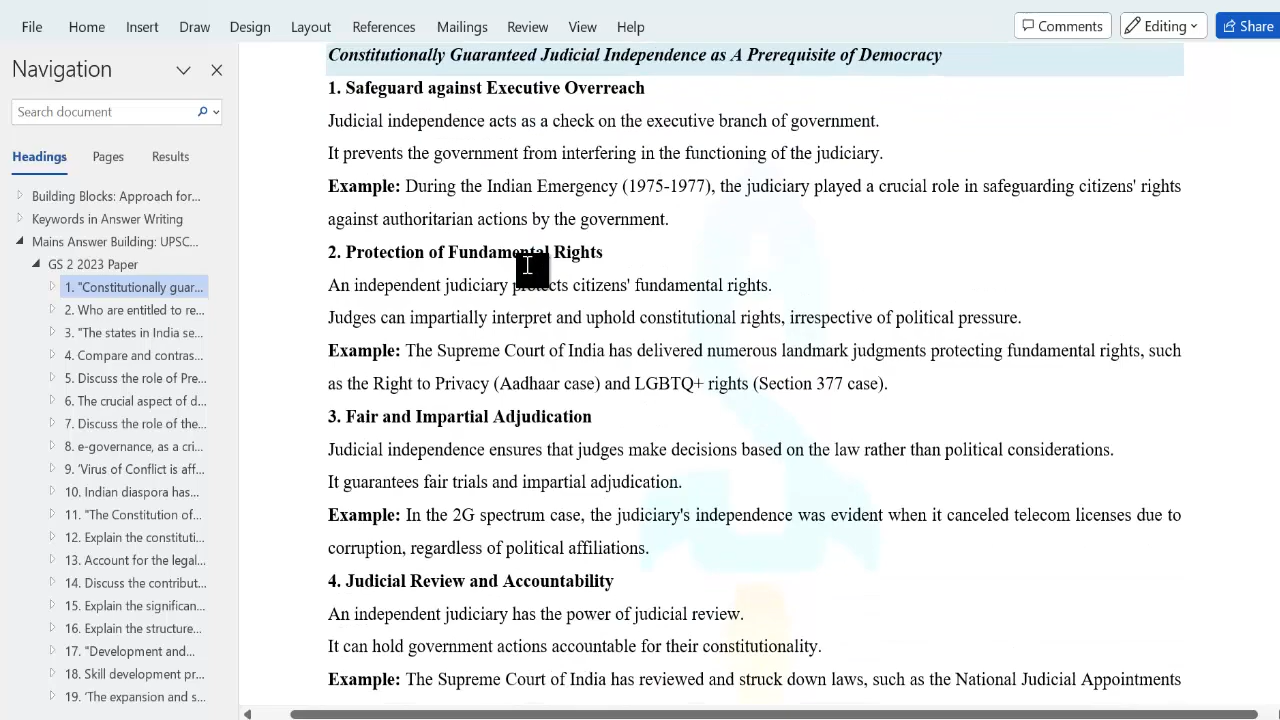 File Home Insert Draw Design Layout References Mailings Review View Help Comments Editing Share
Navigation
Search document
Headings Pages Results
Building Blocks: Approach for...
Keywords in Answer Writing
Mains Answer Building: UPSC...
GS 2 2023 Paper
1. "Constitutionally guar...
2. Who are entitled to re...
3. "The states in India se...
4. Compare and contras...
5. Discuss the role of Pre...
6. The crucial aspect of d...
7. Discuss the role of the...
8. e-governance, as a cri...
9. 'Virus of Conflict is aff...
10. Indian diaspora has...
11. "The Constitution of...
12. Explain the constituti...
13. Account for the legal...
14. Discuss the contribut...
15. Explain the significan...
16. Explain the structure...
17. "Development and...
18. Skill development pr...
19. 'The expansion and s...
Constitutionally Guaranteed Judicial Independence as A Prerequisite of Democracy
1. Safeguard against Executive Overreach
Judicial independence acts as a check on the executive branch of government.
It prevents the government from interfering in the functioning of the judiciary.
Example: During the Indian Emergency (1975-1977), the judiciary played a crucial role in safeguarding citizens' rights
against authoritarian actions by the government.
2. Protection of Fundamental Rights
An independent judiciary protects citizens' fundamental rights.
Judges can impartially interpret and uphold constitutional rights, irrespective of political pressure.
Example: The Supreme Court of India has delivered numerous landmark judgments protecting fundamental rights, such
as the Right to Privacy (Aadhaar case) and LGBTQ+ rights (Section 377 case).
3. Fair and Impartial Adjudication
Judicial independence ensures that judges make decisions based on the law rather than political considerations.
It guarantees fair trials and impartial adjudication.
Example: In the 2G spectrum case, the judiciary's independence was evident when it canceled telecom licenses due to
corruption, regardless of political affiliations.
4. Judicial Review and Accountability
An independent judiciary has the power of judicial review.
It can hold government actions accountable for their constitutionality.
Example: The Supreme Court of India has reviewed and struck down laws, such as the National Judicial Appointments